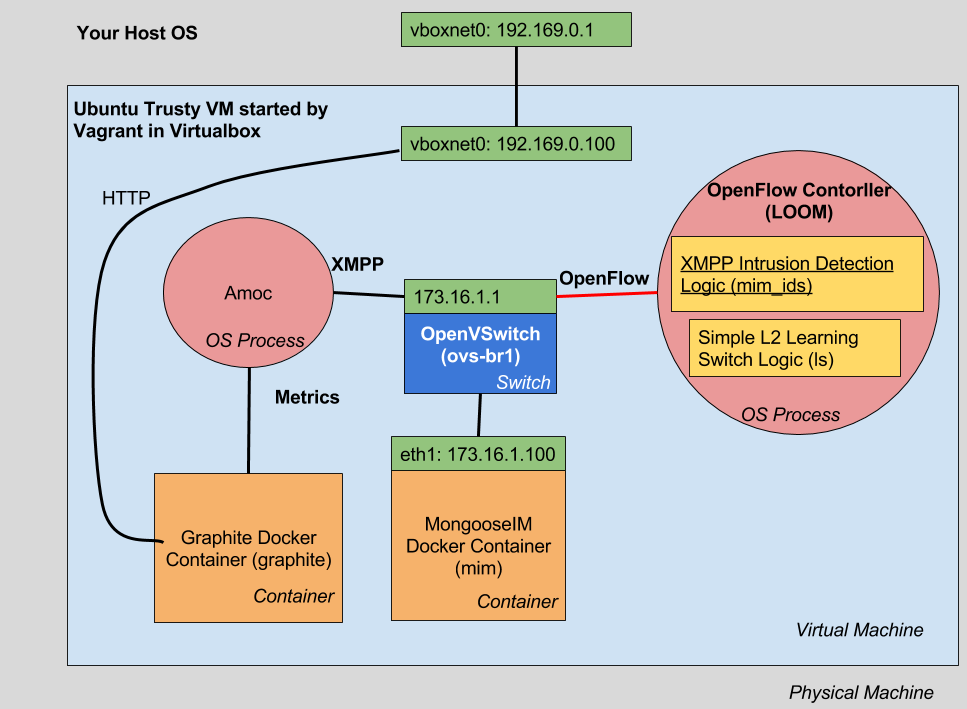 Your Host OS
vboxnet0: 192.169.0.1
Ubuntu Trusty VM started by
Vagrant in Virtualbox
vboxnet0: 192.169.0.100
HTTP
OpenFlow Contorller
(LOOM)
XMPP Intrusion Detection
Logic (mim_ids)
Simple L2 Learning
Switch Logic (ls)
OS Process
Amoc
OS Process
XMPP
OpenFlow
173.16.1.1
OpenVSwitch
(ovs-br1)
Switch
Metrics
eth1: 173.16.1.100
MongooseIM
Docker Container
(mim)
Container
Graphite Docker
Container (graphite)
Container
Virtual Machine
Physical Machine